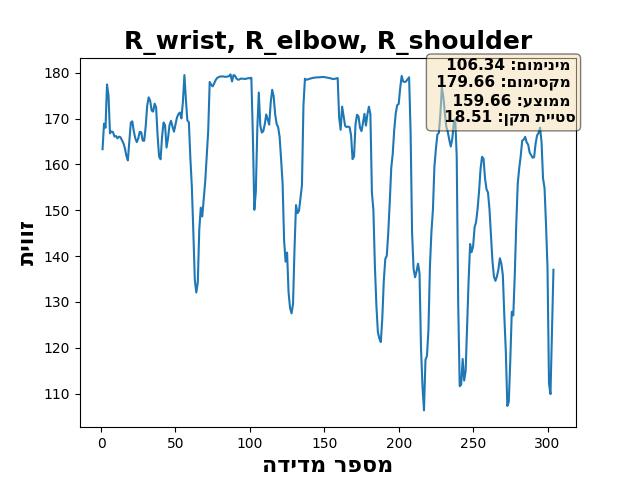 R_wrist, R_elbow, R_shoulder
מינימום: 106.34
מקסימום: 179.66
ממוצע: 159.66
סטיית תקן: 18.51
זווית
180
170
160
150
140
130
120
110
0 50 100 150 200 250 300
מספר מדידה